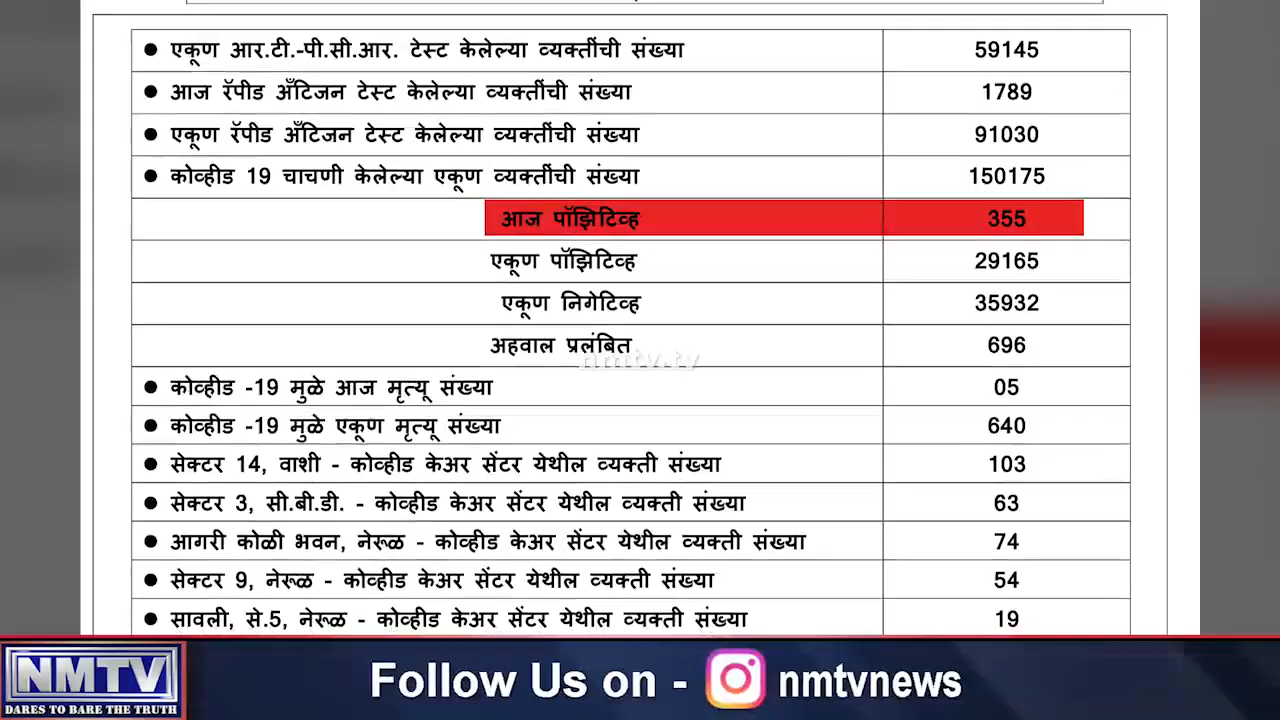 ● एकूण आर.टी.-पी.सी.आर. टेस्ट केलेल्या व्यक्तींची संख्या 59145
● आज रॅपीड अँटिजन टेस्ट केलेल्या व्यक्तींची संख्या 1789
● एकूण रॅपीड अँटिजन टेस्ट केलेल्या व्यक्तींची संख्या 91030
● कोव्हीड 19 चाचणी केलेल्या एकूण व्यक्तींची संख्या 150175
आज पॉझिटिव्ह 355
एकूण पॉझिटिव्ह 29165
एकूण निगेटिव्ह 35932
अहवाल प्रलंबित 696
nmtv.tv
● कोव्हीड -19 मुळे आज मृत्यू संख्या 05
● कोव्हीड -19 मुळे एकूण मृत्यू संख्या 640
● सेक्टर 14, वाशी - कोव्हीड केअर सेंटर येथील व्यक्ती संख्या 103
● सेक्टर 3, सी.बी.डी. - कोव्हीड केअर सेंटर येथील व्यक्ती संख्या 63
● आगरी कोळी भवन, नेरूळ - कोव्हीड केअर सेंटर येथील व्यक्ती संख्या 74
● सेक्टर 9, नेरूळ - कोव्हीड केअर सेंटर येथील व्यक्ती संख्या 54
● सावली, से.5, नेरूळ - कोव्हीड केअर सेंटर येथील व्यक्ती संख्या 19
NMTV
DARES TO BARE THE TRUTH
Follow Us on - nmtvnews